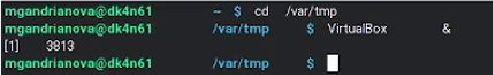 mgandrianova@dk4n61 ~ $ cd /var/tmp
mgandrianova@dk4n61 /var/tmp $ VirtualBox &
[1] 3813
mgandrianova@dk4n61 /var/tmp $